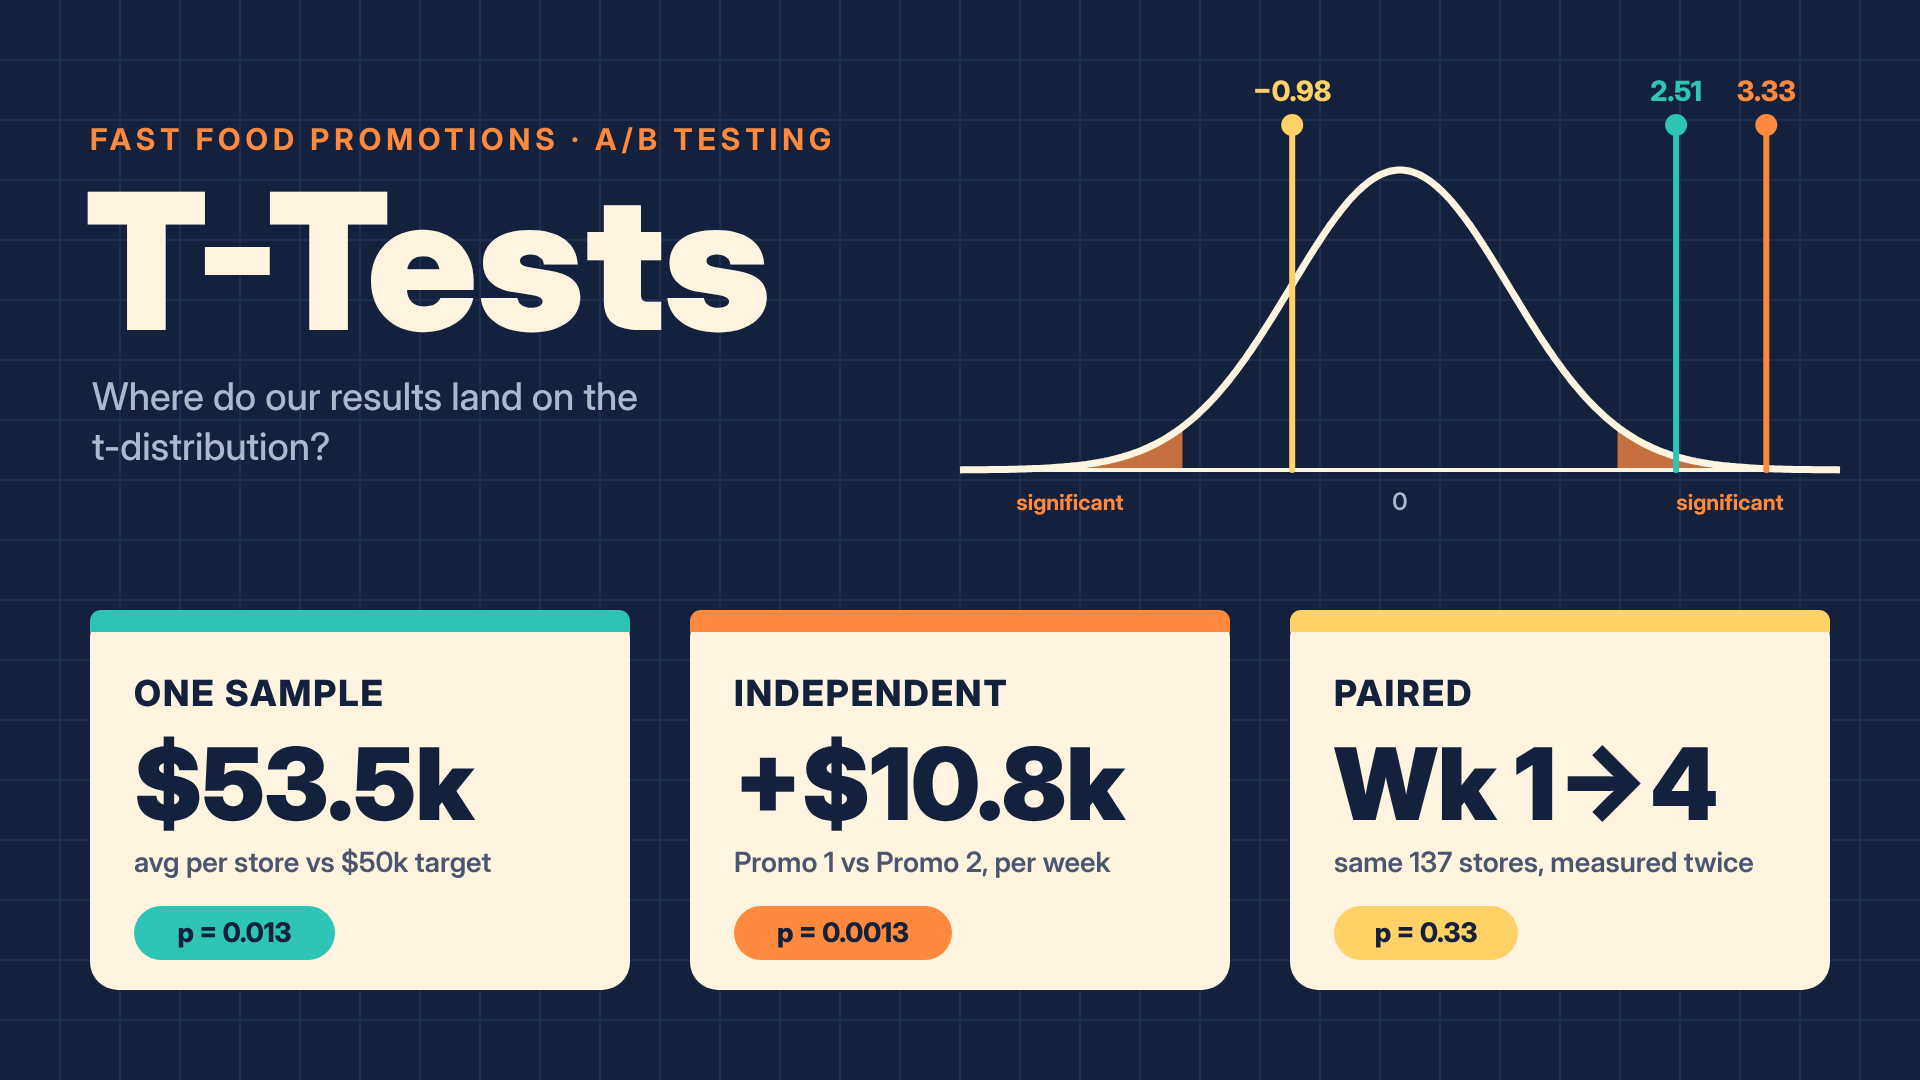 FAST FOOD PROMOTIONS · A/B TESTING
T-Tests
Where do our results land on the
t-distribution?
−0.98
2.51
3.33
significant
0
significant
ONE SAMPLE
$53.5k
avg per store vs $50k target
p = 0.013
INDEPENDENT
+$10.8k
Promo 1 vs Promo 2, per week
p = 0.0013
PAIRED
Wk 1→4
same 137 stores, measured twice
p = 0.33